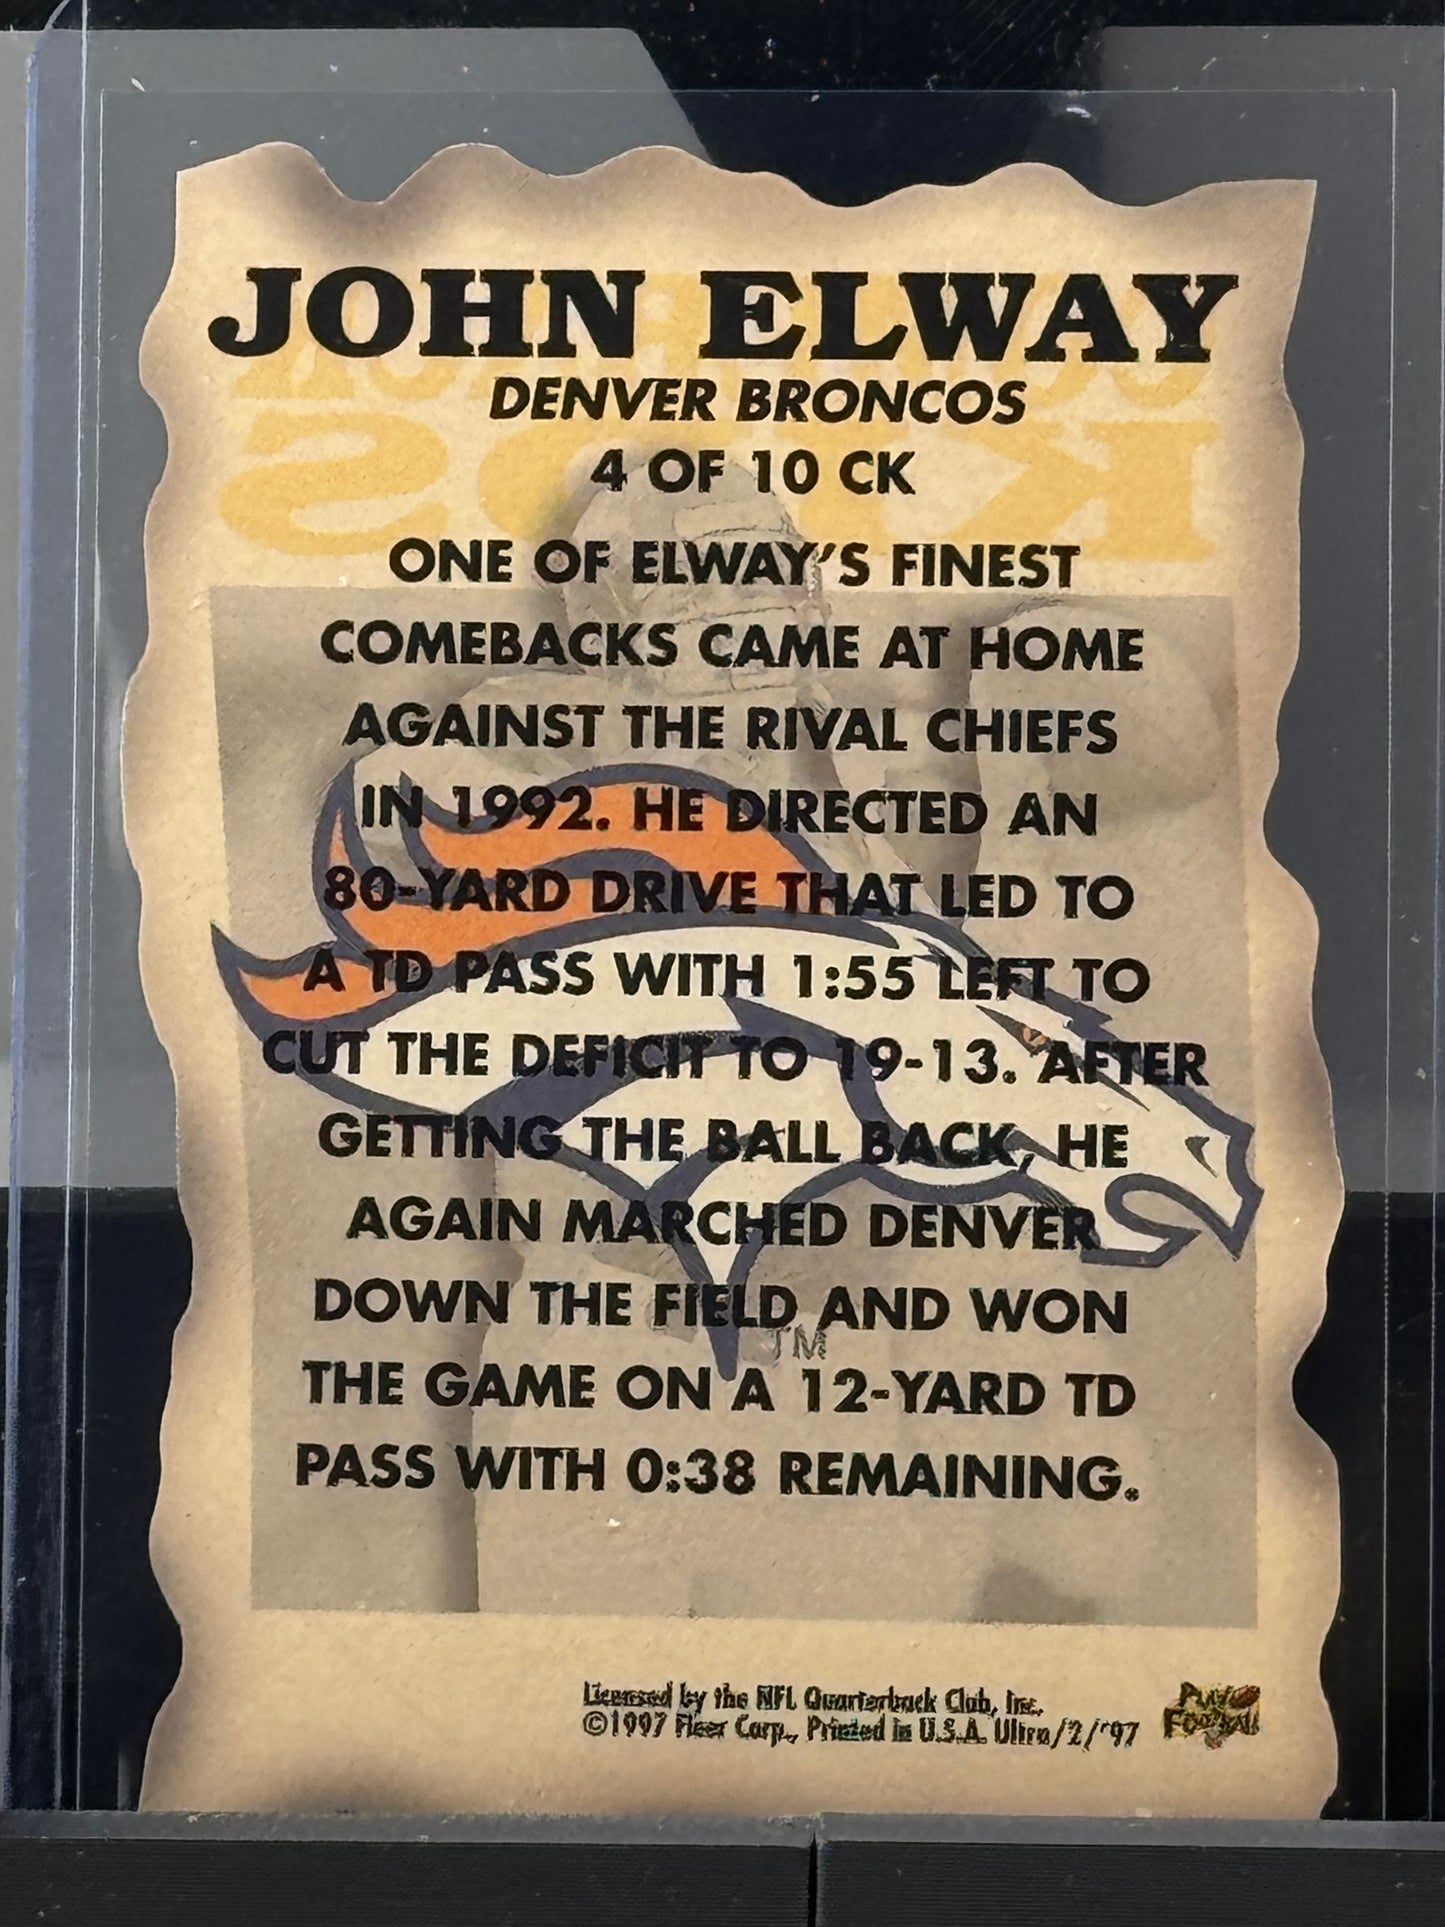 JOHN ELWAY
DENVER BRONCOS
4 OF 10 CK
ONE OF ELWAY'S FINEST
COMEBACKS CAME AT HOME
AGAINST THE RIVAL CHIEFS
IN 1992. HE DIRECTED AN
80-YARD DRIVE THAT LED TO
A TD PASS WITH 1:55 LEFT TO
CUT THE DEFICIT TO 19-13. AFTER
GETTING THE BALL BACK, HE
AGAIN MARCHED DENVER
DOWN THE FIELD AND WON
TM
THE GAME ON A 12-YARD TD
PASS WITH 0:38 REMAINING.
Licensed by the NFL Quarterback Club, Inc.
©1997 Fleer Corp., Printed in U.S.A. Ultra/2/'97
PLAY
FOOTBALL